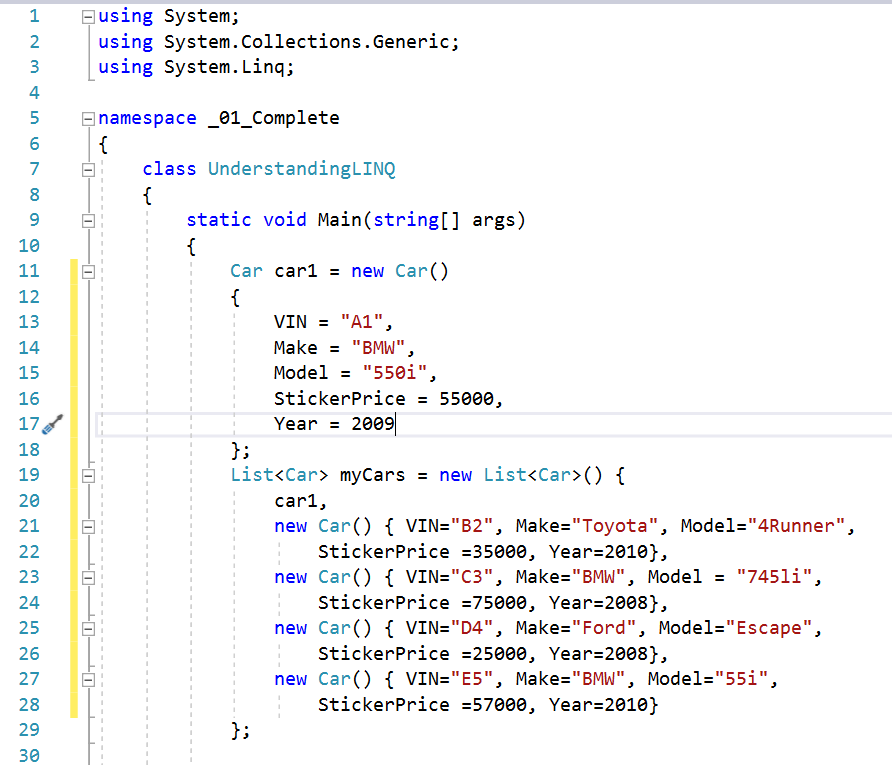 1 using System;
2 using System.Collections.Generic;
3 using System.Linq;
4
5 namespace _01_Complete
6 {
7 class UnderstandingLINQ
8 {
9 static void Main(string[] args)
10 {
11 Car car1 = new Car()
12 {
13 VIN = "A1",
14 Make = "BMW",
15 Model = "550i",
16 StickerPrice = 55000,
17 Year = 2009
18 };
19 List<Car> myCars = new List<Car>() {
20 car1,
21 new Car() { VIN="B2", Make="Toyota", Model="4Runner",
22 StickerPrice =35000, Year=2010},
23 new Car() { VIN="C3", Make="BMW", Model = "745li",
24 StickerPrice =75000, Year=2008},
25 new Car() { VIN="D4", Make="Ford", Model="Escape",
26 StickerPrice =25000, Year=2008},
27 new Car() { VIN="E5", Make="BMW", Model="55i",
28 StickerPrice =57000, Year=2010}
29 };
30